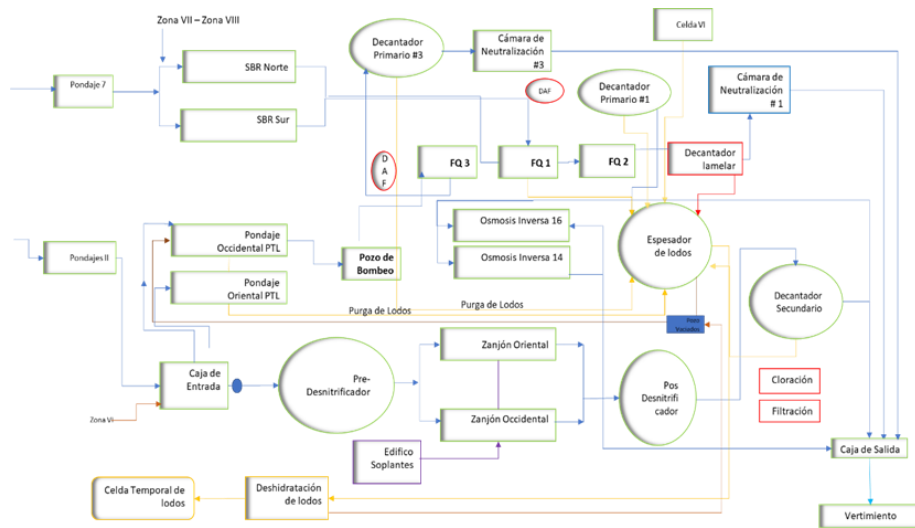 Zona VII – Zona VIII
Celda VI
Decantador
Primario #3
Cámara de
Neutralización
#3
SBR Norte
Pondaje 7
DAF
Decantador
Primario #1
Cámara de
Neutralización
# 1
SBR Sur
D
A
F
FQ 3
FQ 1
FQ 2
Decantador
lamelar
Osmosis Inversa 16
Pondaje
Occidental PTL
Espesador
de lodos
Pondajes II
Pozo de
Bombeo
Osmosis Inversa 14
Pondaje
Oriental PTL
Purga de Lodos
Purga de Lodos
Decantador
Secundario
Zanjón Oriental
Caja de
Entrada
Pre-
Desnitrificador
Cloración
Pos
Desnitrifi
cador
Filtración
Zona VI
Zanjón Occidental
Edifico
Soplantes
Caja de Salida
Celda Temporal de
lodos
Deshidratación
de lodos
Vertimiento